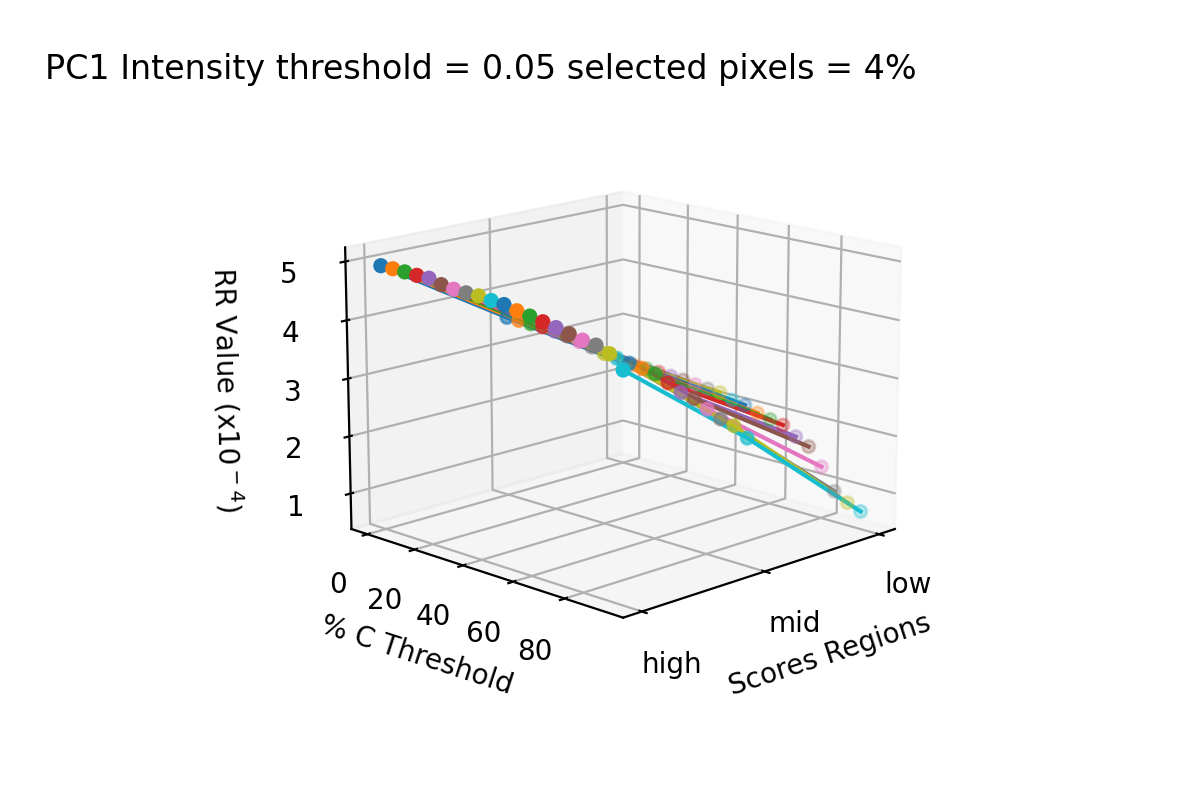 PC1 Intensity threshold = 0.05 selected pixels = 4%
RR Value (x10⁻⁴)
5
4
3
2
1
0
20
40
60
80
% C Threshold
high
mid
low
Scores Regions